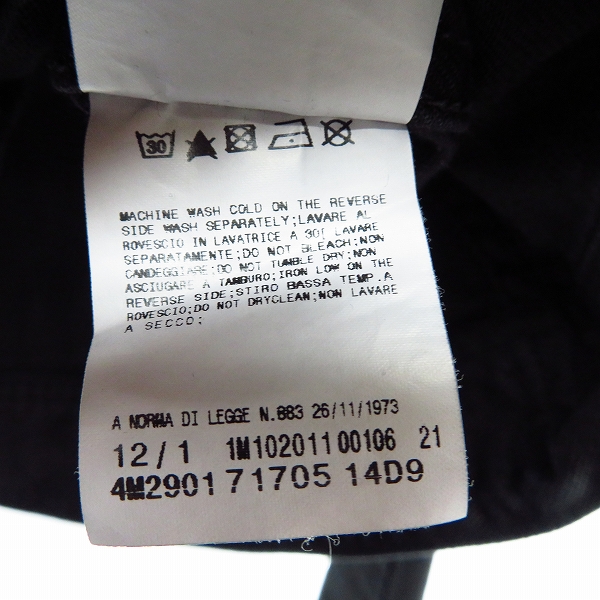 30
MACHINE WASH COLD ON THE REVERSE
SIDE WASH SEPARATELY;LAVARE AL
ROVESCIO IN LAVATRICE A 30[ LAVARE
SEPARATAMENTE;DO NOT BLEACH;NON
CANDEGGIARE;DO NOT TUMBLE DRY;NON
ASCIUGARE A TAMBURO;IRON LOW ON THE
REVERSE SIDE;STIRO BASSA TEMP.A
ROVESCIO;DO NOT DRYCLEAN;NON LAVARE
A SECCO;
A NORMA DI LEGGE N.883 26/11/1973
12/1 1M10201100106 21
4M2901 71705 14D9